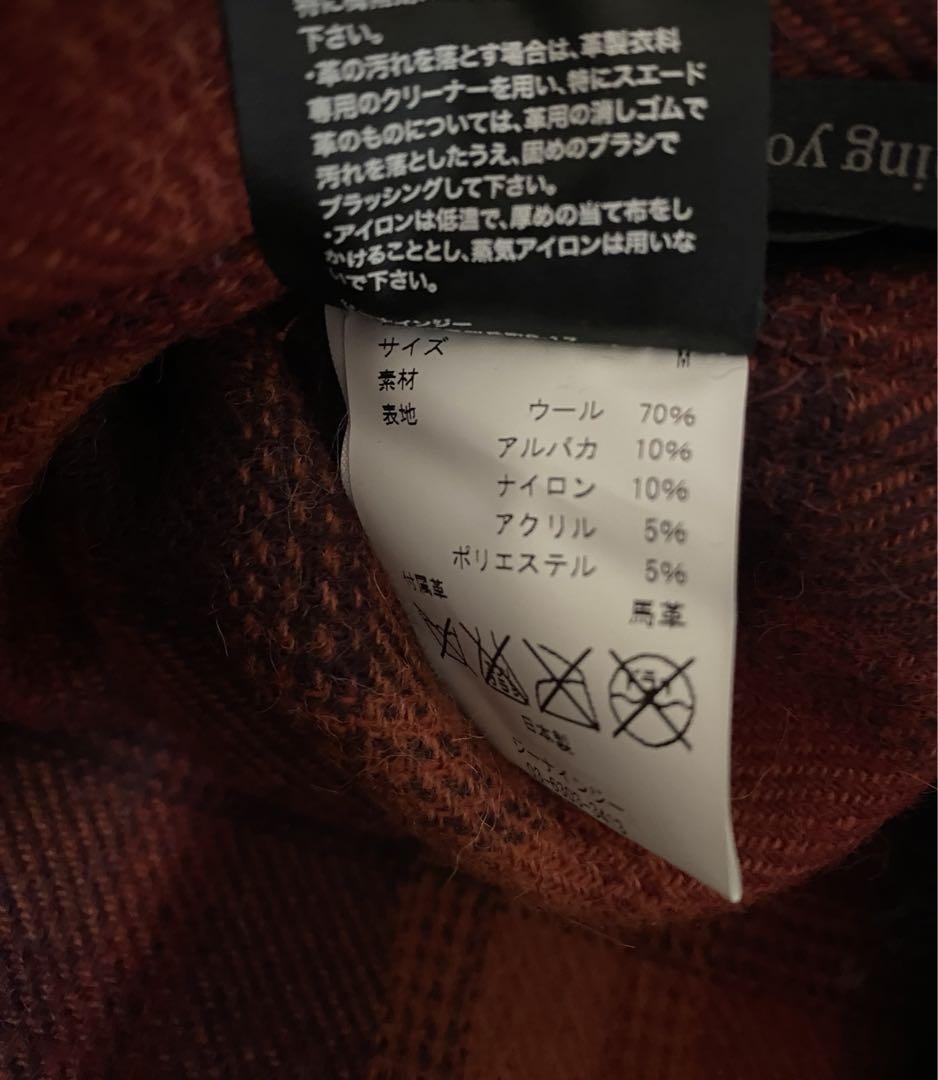 下さい。
・革の汚れを落とす場合は、革製衣料
専用のクリーナーを用い、特にスエード
革のものについては、革用の消しゴムで
汚れを落としたうえ、固めのブラシで
ブラッシングして下さい。
・アイロンは低温で、厚めの当て布をし
かけることとし、蒸気アイロンは用いな
いで下さい。
ing yo
サイズ M
素材
表地 ウール 70%
アルパカ 10%
ナイロン 10%
アクリル 5%
ポリエステル 5%
付属革 馬革
ドライ
日本製